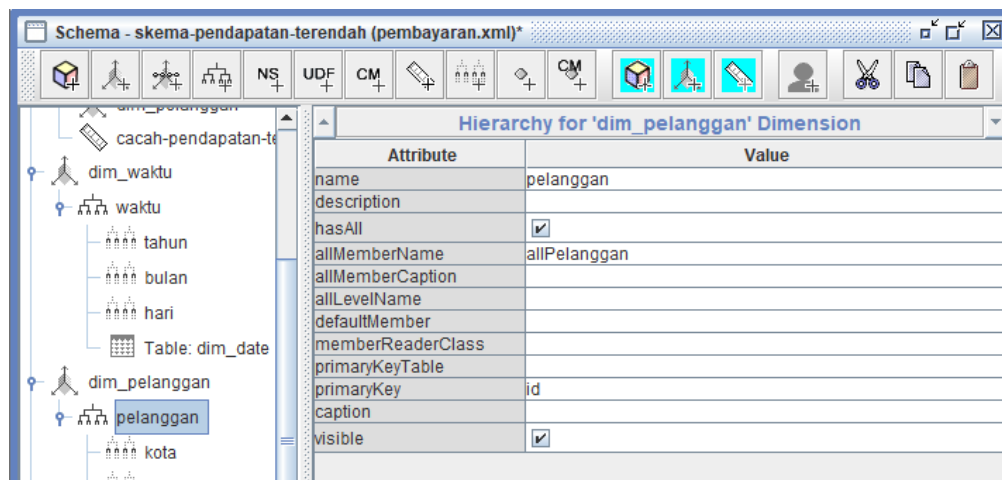 Schema - skema-pendapatan-terendah (pembayaran.xml)*
NS UDF CM CM
dim_pelanggan
cacah-pendapatan-te
dim_waktu
waktu
tahun
bulan
hari
Table: dim_date
dim_pelanggan
pelanggan
kota
Hierarchy for 'dim_pelanggan' Dimension
Attribute Value
name pelanggan
description
hasAll
allMemberName allPelanggan
allMemberCaption
allLevelName
defaultMember
memberReaderClass
primaryKeyTable
primaryKey id
caption
visible